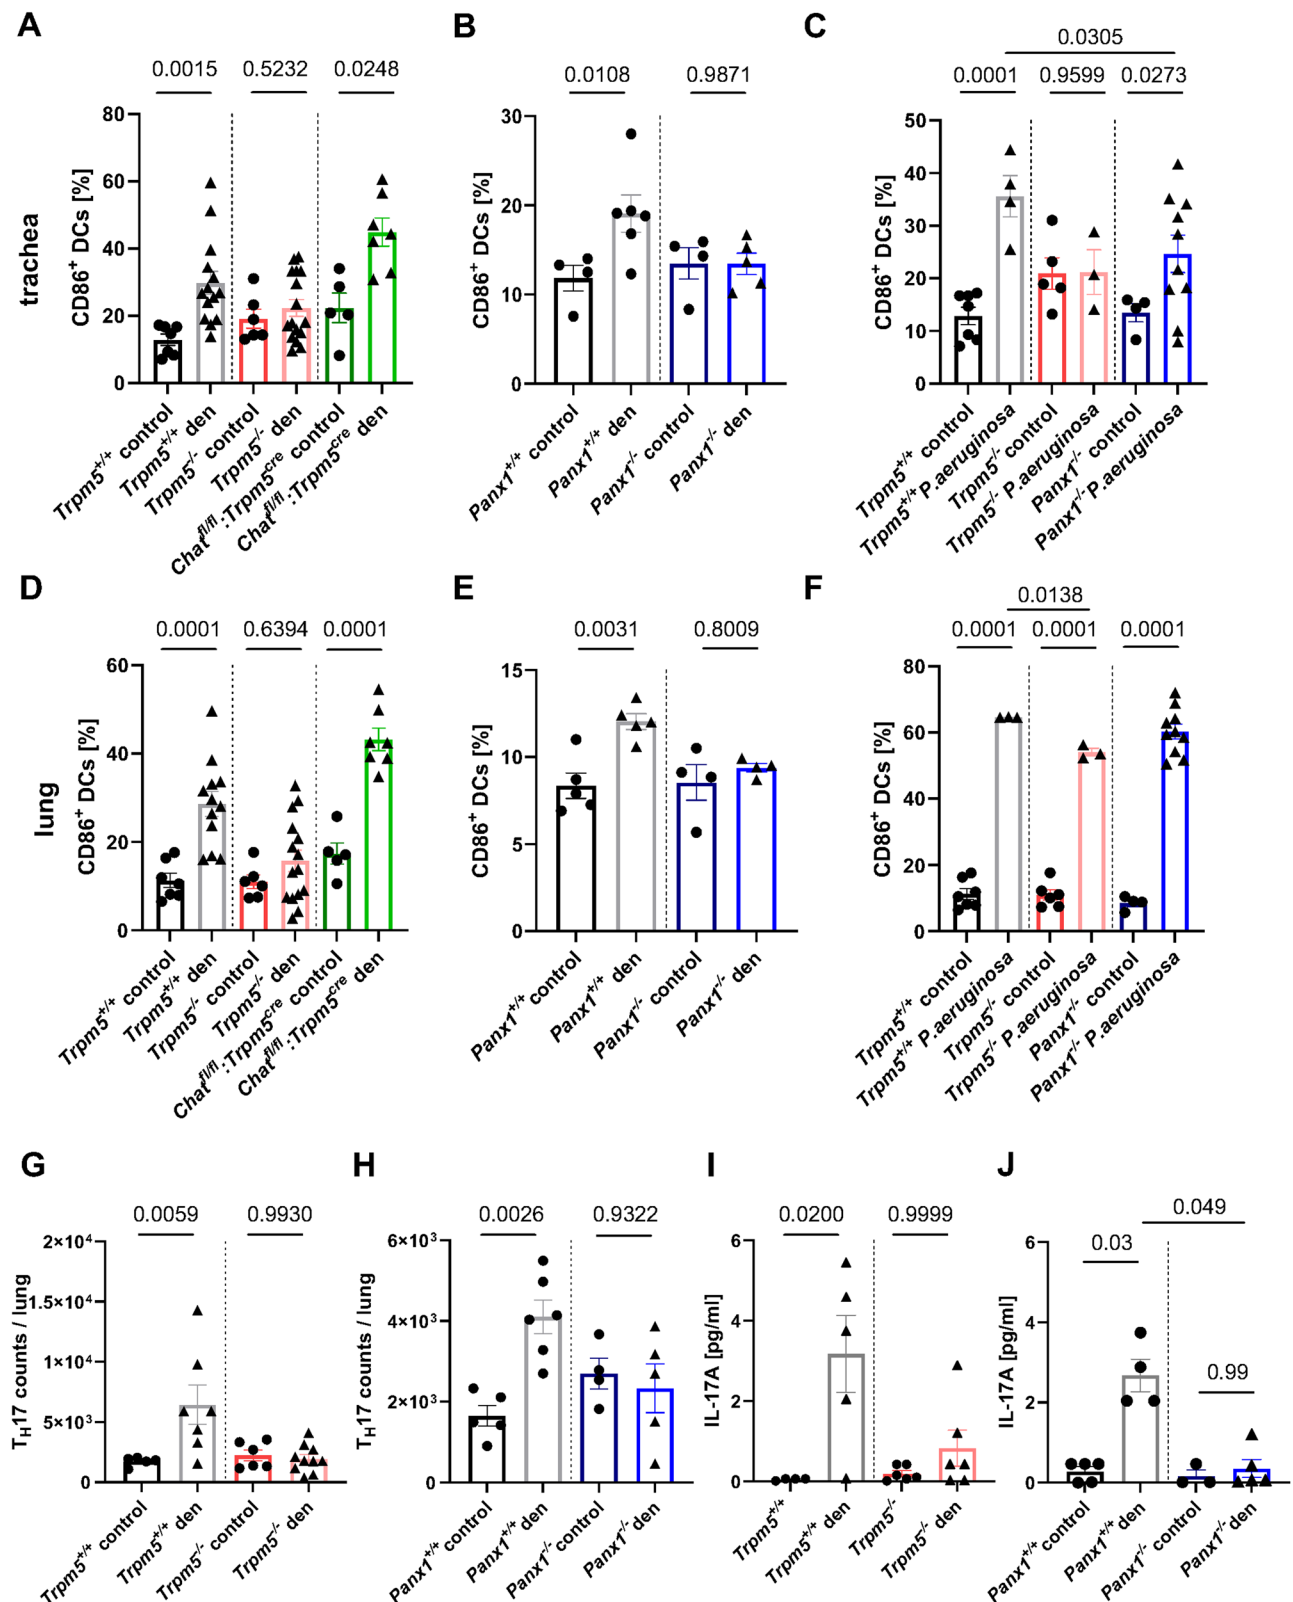 A
B
C
0.0015 0.5232 0.0248
0.0108 0.9871
0.0305
0.0001 0.9599 0.0273
trachea
CD86⁺ DCs [%]
80
60
40
20
0
Trpm5⁺/⁺ control
Trpm5⁺/⁺ den
Trpm5⁻/⁻ control
Trpm5⁻/⁻ den
Chatᶠˡ/ᶠˡ:Trpm5ᶜʳᵉ control
Chatᶠˡ/ᶠˡ:Trpm5ᶜʳᵉ den
CD86⁺ DCs [%]
30
20
10
0
Panx1⁺/⁺ control
Panx1⁺/⁺ den
Panx1⁻/⁻ control
Panx1⁻/⁻ den
CD86⁺ DCs [%]
50
40
30
20
10
0
Trpm5⁺/⁺ control
Trpm5⁺/⁺ P.aeruginosa
Trpm5⁻/⁻ control
Trpm5⁻/⁻ P.aeruginosa
Panx1⁻/⁻ control
Panx1⁻/⁻ P.aeruginosa
D
E
F
0.0001 0.6394 0.0001
0.0031 0.8009
0.0138
0.0001 0.0001 0.0001
lung
CD86⁺ DCs [%]
60
40
20
0
Trpm5⁺/⁺ control
Trpm5⁺/⁺ den
Trpm5⁻/⁻ control
Trpm5⁻/⁻ den
Chatᶠˡ/ᶠˡ:Trpm5ᶜʳᵉ control
Chatᶠˡ/ᶠˡ:Trpm5ᶜʳᵉ den
CD86⁺ DCs [%]
15
10
5
0
Panx1⁺/⁺ control
Panx1⁺/⁺ den
Panx1⁻/⁻ control
Panx1⁻/⁻ den
CD86⁺ DCs [%]
80
60
40
20
0
Trpm5⁺/⁺ control
Trpm5⁺/⁺ P.aeruginosa
Trpm5⁻/⁻ control
Trpm5⁻/⁻ P.aeruginosa
Panx1⁻/⁻ control
Panx1⁻/⁻ P.aeruginosa
G
H
I
J
0.0059 0.9930
TH17 counts / lung
2×10⁴
1.5×10⁴
1×10⁴
5×10³
0
Trpm5⁺/⁺ control
Trpm5⁺/⁺ den
Trpm5⁻/⁻ control
Trpm5⁻/⁻ den
0.0026 0.9322
TH17 counts / lung
6×10³
4×10³
2×10³
0
Panx1⁺/⁺ control
Panx1⁺/⁺ den
Panx1⁻/⁻ control
Panx1⁻/⁻ den
0.0200 0.9999
IL-17A [pg/ml]
6
4
2
0
Trpm5⁺/⁺
Trpm5⁺/⁺ den
Trpm5⁻/⁻
Trpm5⁻/⁻ den
0.049
0.03
0.99
IL-17A [pg/ml]
6
4
2
0
Panx1⁺/⁺ control
Panx1⁺/⁺ den
Panx1⁻/⁻ control
Panx1⁻/⁻ den